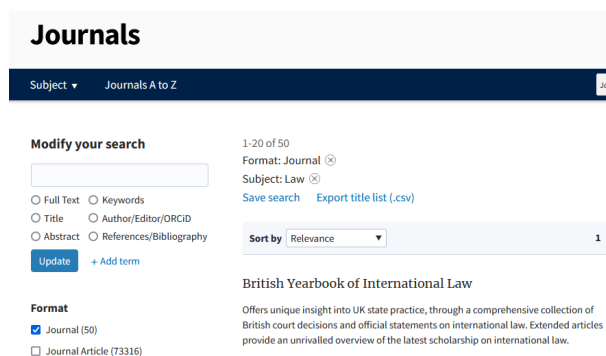 Journals
Subject ▼ Journals A to Z
Modify your search
Full Text Keywords
Title Author/Editor/ORCiD
Abstract References/Bibliography
Update + Add term
Format
Journal (50)
Journal Article (73316)
1-20 of 50
Format: Journal
Subject: Law
Save search Export title list (.csv)
Sort by Relevance ▼ 1
British Yearbook of International Law
Offers unique insight into UK state practice, through a comprehensive collection of
British court decisions and official statements on international law. Extended articles
provide an unrivalled overview of the latest scholarship on international law.